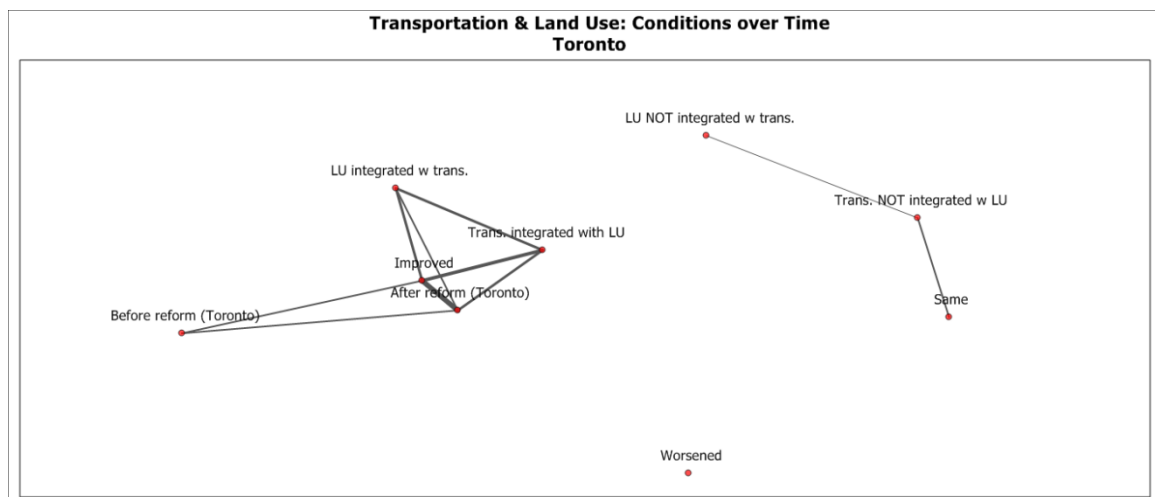 Transportation & Land Use: Conditions over Time
Toronto
LU NOT integrated w trans.
LU integrated w trans.
Trans. NOT integrated w LU
Trans. integrated with LU
Improved
After reform (Toronto)
Same
Before reform (Toronto)
Worsened